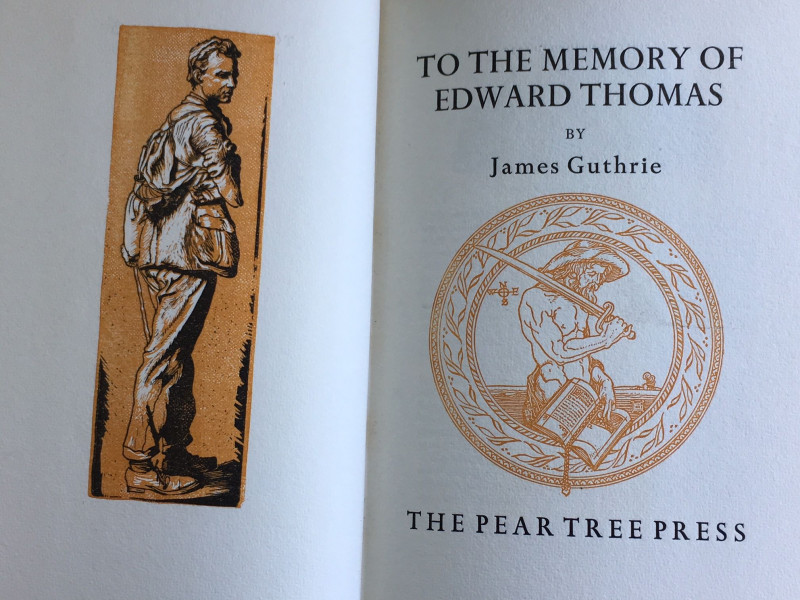 TO THE MEMORY OF
EDWARD THOMAS
BY
James Guthrie
N
W E
S
THE PEAR TREE PRESS